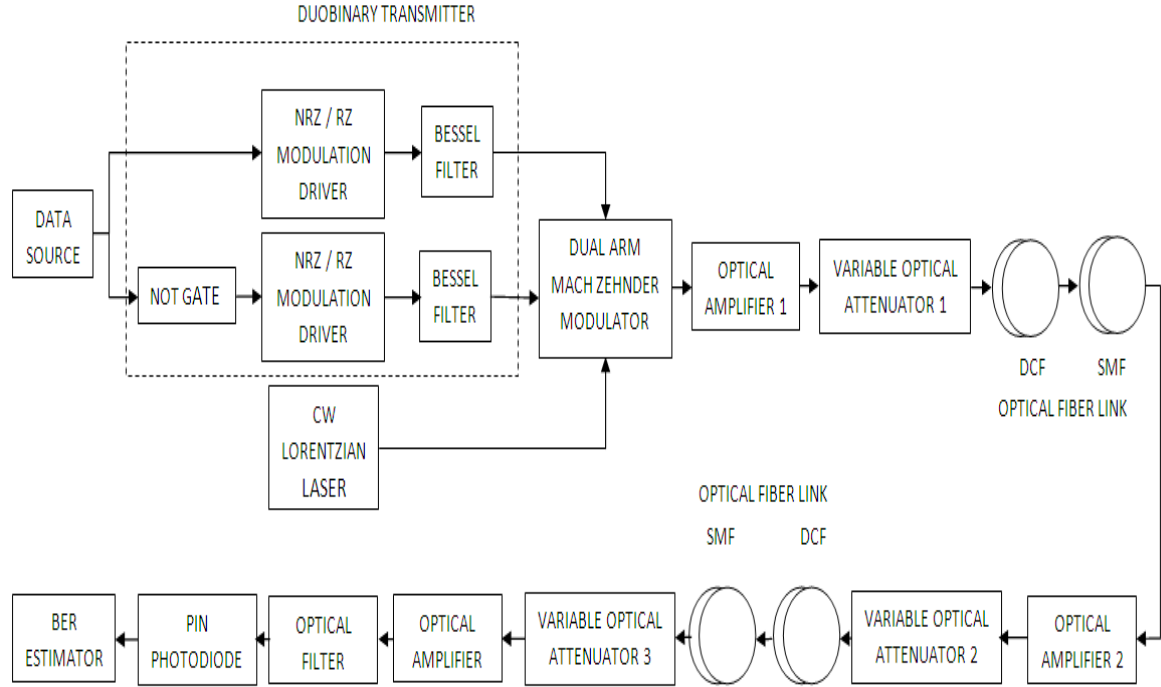 DUOBINARY TRANSMITTER
NRZ / RZ
MODULATION
DRIVER
BESSEL
FILTER
DATA
SOURCE
NOT GATE
NRZ / RZ
MODULATION
DRIVER
BESSEL
FILTER
DUAL ARM
MACH ZEHNDER
MODULATOR
OPTICAL
AMPLIFIER 1
VARIABLE OPTICAL
ATTENUATOR 1
DCF
SMF
OPTICAL FIBER LINK
CW
LORENTZIAN
LASER
OPTICAL FIBER LINK
SMF
DCF
BER
ESTIMATOR
PIN
PHOTODIODE
OPTICAL
FILTER
OPTICAL
AMPLIFIER
VARIABLE OPTICAL
ATTENUATOR 3
VARIABLE OPTICAL
ATTENUATOR 2
OPTICAL
AMPLIFIER 2